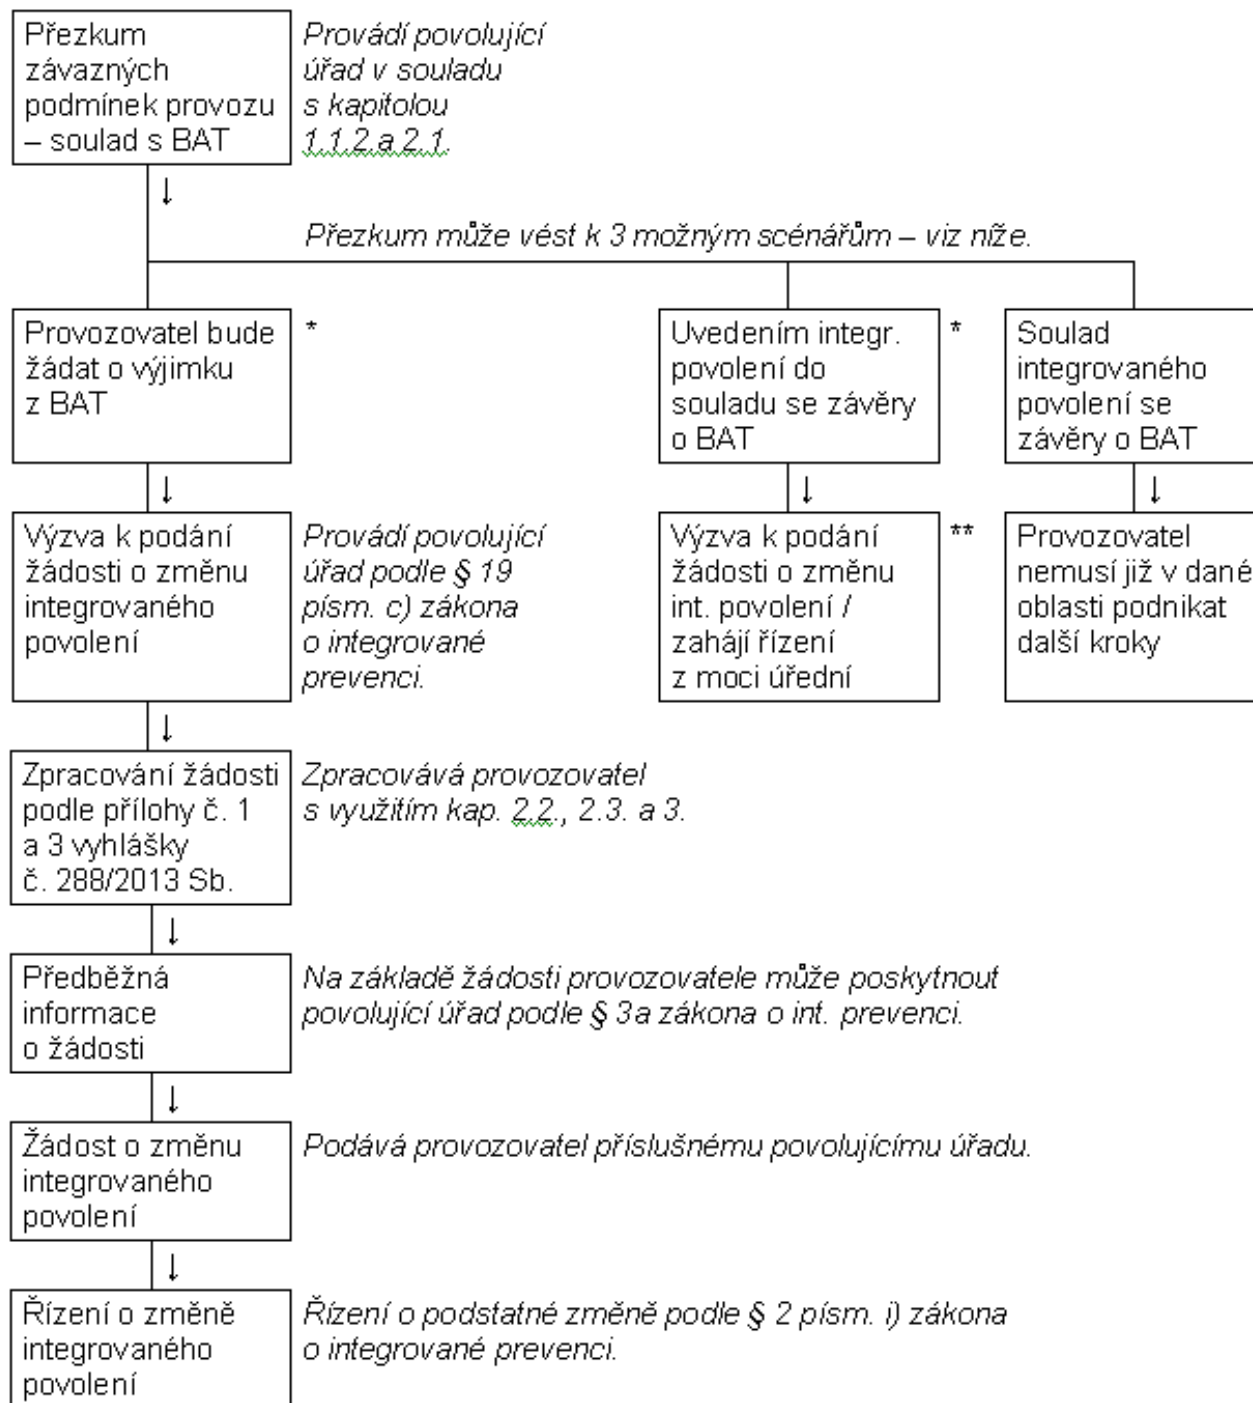 Přezkum
závazných
podmínek provozu
– soulad s BAT
Provádí povolující
úřad v souladu
s kapitolou
1.1.2.a 2.1.
↓
Přezkum může vést k 3 možným scénářům – viz níže.
Provozovatel bude
žádat o výjimku
z BAT
*
Uvedením integr.
povolení do
souladu se závěry
o BAT
*
Soulad
integrovaného
povolení se
závěry o BAT
↓
↓
↓
Výzva k podání
žádosti o změnu
integrovaného
povolení
Provádí povolující
úřad podle § 19
písm. c) zákona
o integrované
prevenci.
Výzva k podání
žádosti o změnu
int. povolení /
zahájí řízení
z moci úřední
**
Provozovatel
nemusí již v dané
oblasti podnikat
další kroky
↓
Zpracování žádosti
podle přílohy č. 1
a 3 vyhlášky
č. 288/2013 Sb.
Zpracovává provozovatel
s využitím kap. 2.2., 2.3. a 3.
↓
Předběžná
informace
o žádosti
Na základě žádosti provozovatele může poskytnout
povolující úřad podle § 3a zákona o int. prevenci.
↓
Žádost o změnu
integrovaného
povolení
Podává provozovatel příslušnému povolujícímu úřadu.
↓
Řízení o změně
integrovaného
povolení
Řízení o podstatné změně podle § 2 písm. i) zákona
o integrované prevenci.